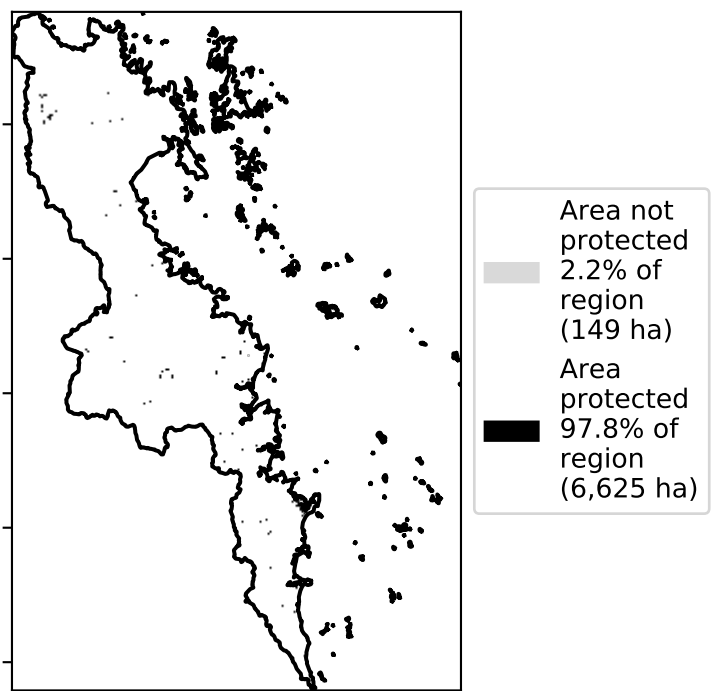 Area not
protected
2.2% of
region
(149 ha)
Area
protected
97.8% of
region
(6,625 ha)